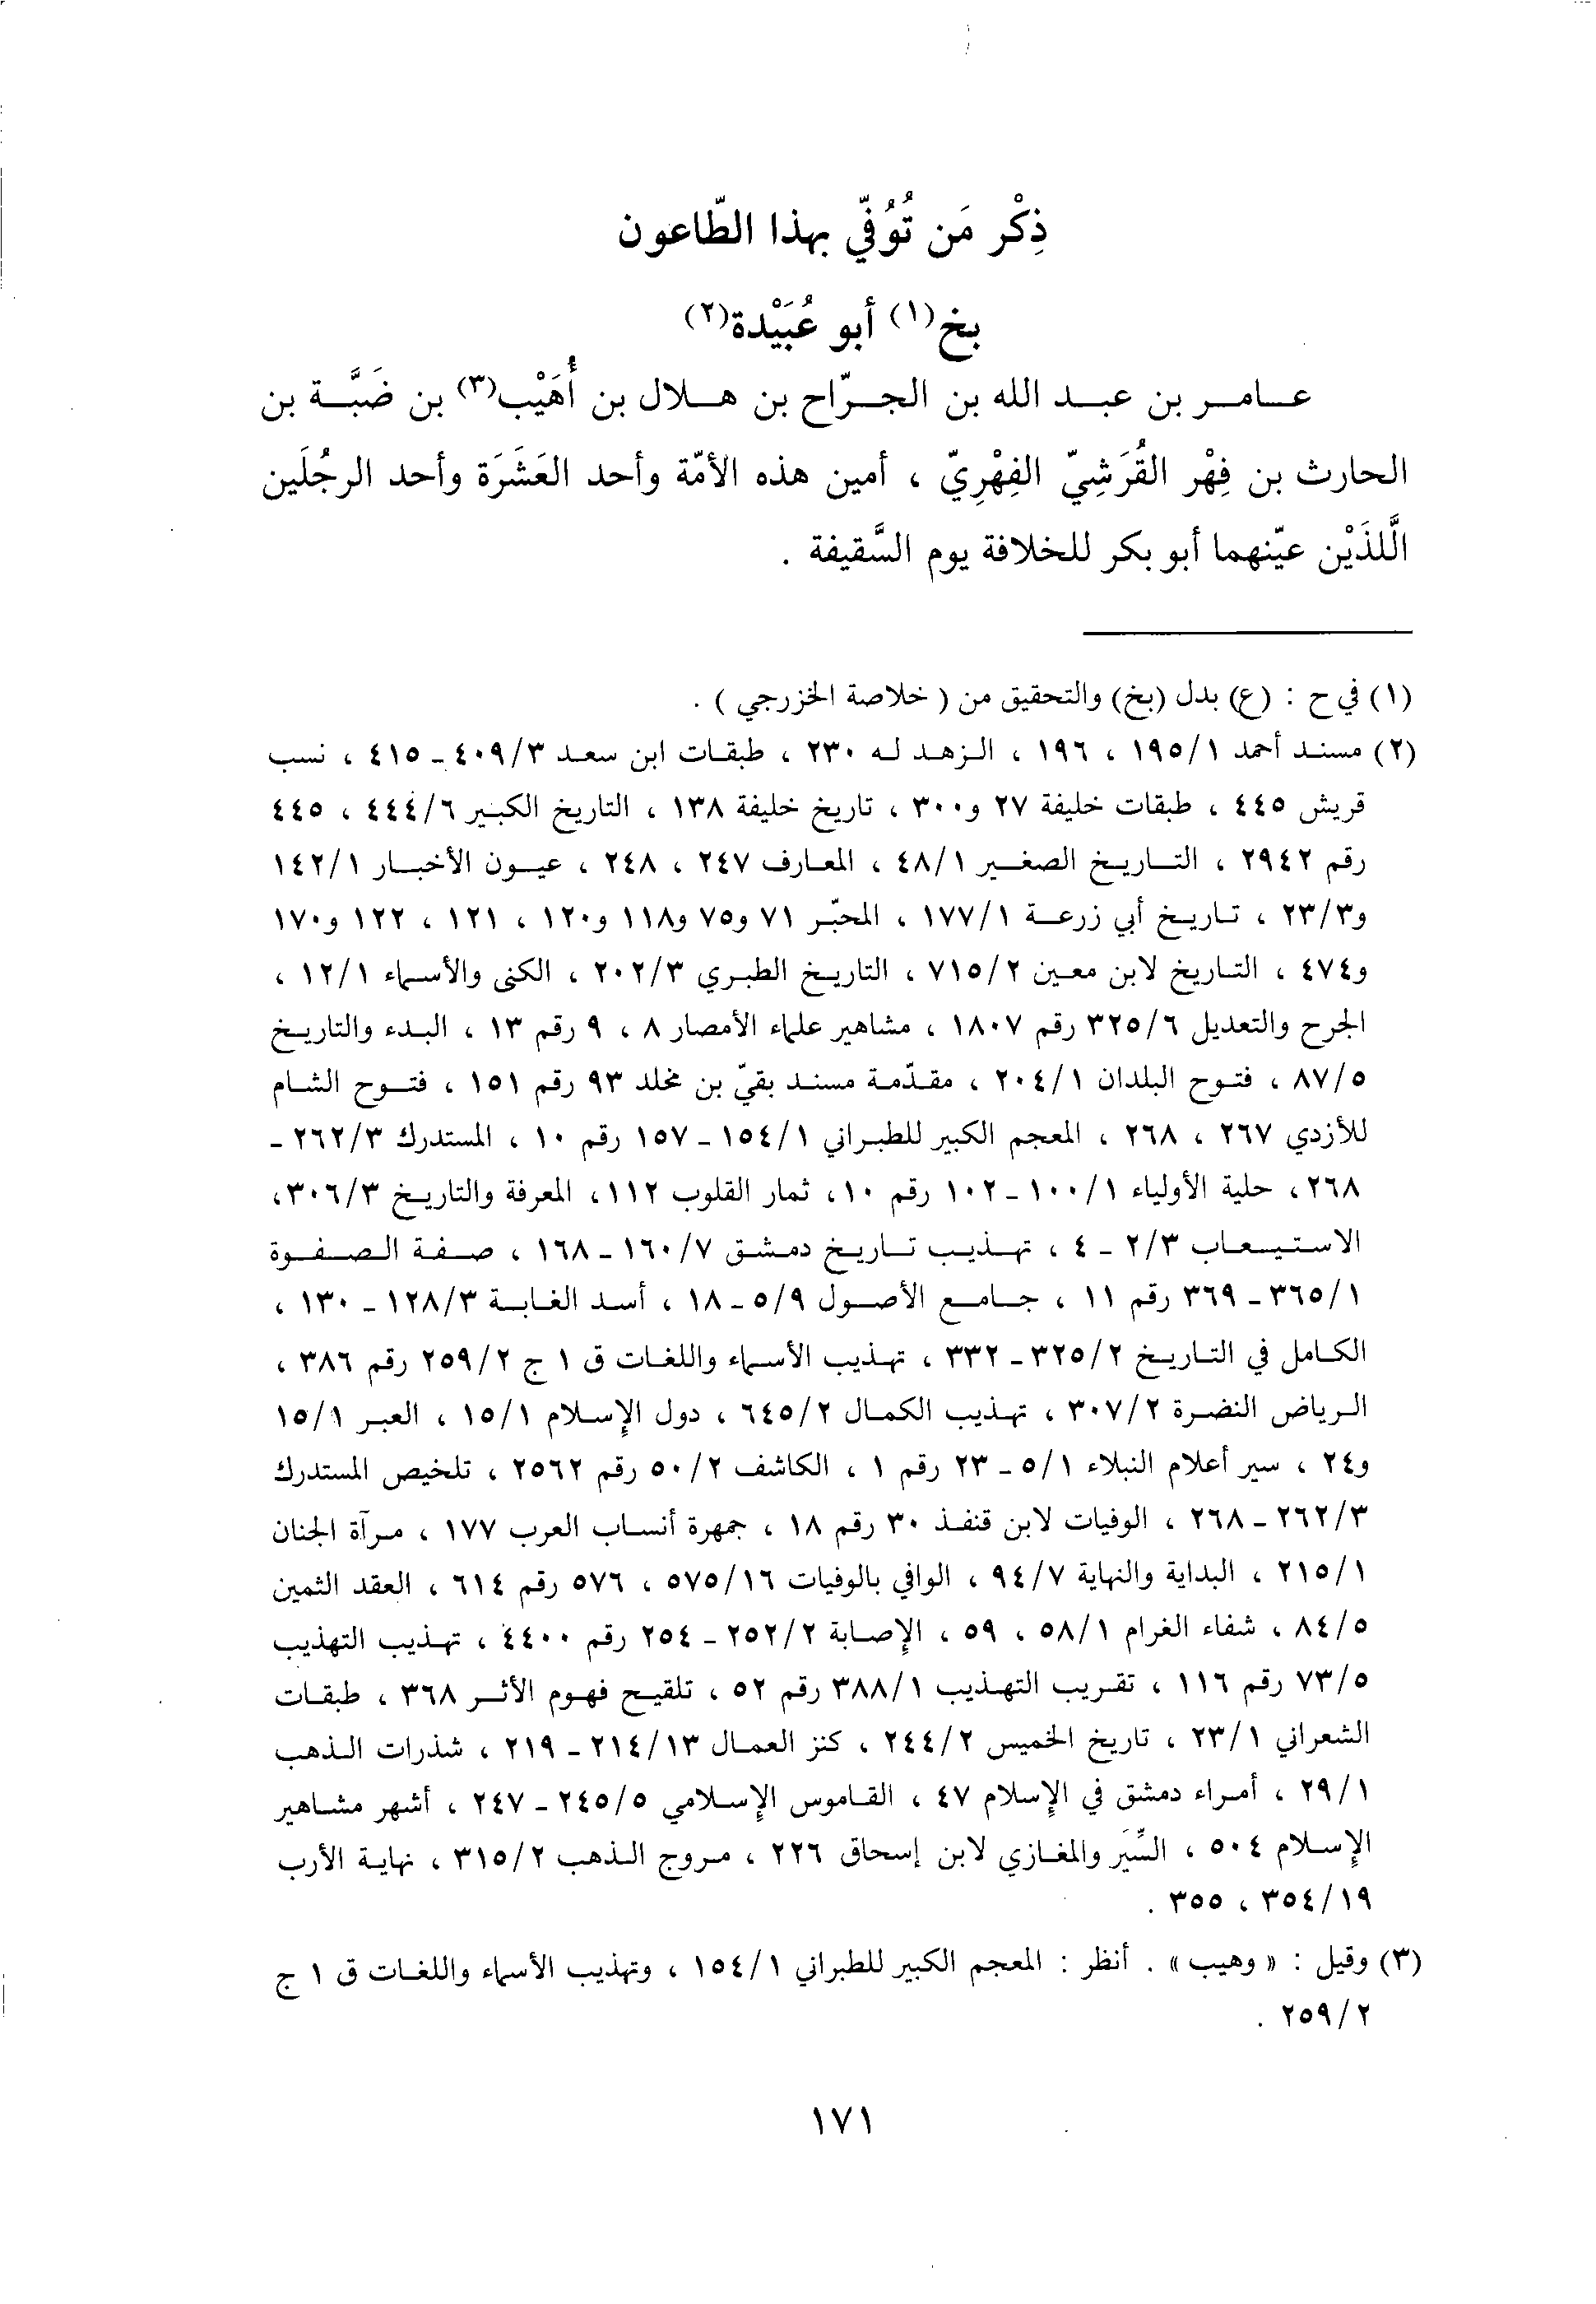 ذِكْر مَن تُوُفّي بهذا الطّاعون
بخ(١) أبو عُبَيْدة(٢)
عامر بن عبد الله بن الجرّاح بن هلال بن أُهَيْب(٣) بن ضَبَّة بن
الحارث بن فِهْر القُرَشِيّ الفِهْرِيّ ، أمين هذه الأمّة وأحد العَشَرَة وأحد الرجُلَين
الَّلذَيْن عيّنهما أبو بكر للخلافة يوم السَّقيفة .
(١) في ح : (ع) بدل (بخ) والتحقيق من ( خلاصة الخزرجي ) .
(٢) مسند أحمد ١/١٩٥ ، ١٩٦ ، الزهد له ٢٣٠ ، طبقات ابن سعد ٣/٤٠٩ ـ ٤١٥ ، نسب
قريش ٤٤٥ ، طبقات خليفة ٢٧ و٣٠٠ ، تاريخ خليفة ١٣٨ ، التاريخ الكبير ٦/٤٤٤ ، ٤٤٥
رقم ٢٩٤٢ ، التاريخ الصغير ١/٤٨ ، المعارف ٢٤٧ ، ٢٤٨ ، عيون الأخبار ١/١٤٢
و٣/٢٣ ، تاريخ أبي زرعة ١/١٧٧ ، المحبّر ٧١ و٧٥ و١١٨ و١٢٠ ، ١٢١ ، ١٢٢ و١٧٠
و٤٧٤ ، التاريخ لابن معين ٢/٧١٥ ، التاريخ الطبري ٣/٢٠٢ ، الكنى والأسماء ١/١٢ ،
الجرح والتعديل ٦/٣٢٥ رقم ١٨٠٧ ، مشاهير علماء الأمصار ٨ ، ٩ رقم ١٣ ، البدء والتاريخ
٥/٨٧ ، فتوح البلدان ١/٢٠٤ ، مقدّمة مسند بقيّ بن مخلد ٩٣ رقم ١٥١ ، فتوح الشام
للأزدي ٢٦٧ ، ٢٦٨ ، المعجم الكبير للطبراني ١/١٥٤ ـ ١٥٧ رقم ١٠ ، المستدرك ٣/٢٦٢ ـ
٢٦٨، حلية الأولياء ١/١٠٠ ـ ١٠٢ رقم ١٠، ثمار القلوب ١١٢، المعرفة والتاريخ ٣/٣٠٦،
الاستيعاب ٣/٢ ـ ٤ ، تهذيب تاريخ دمشق ٧/١٦٠ ـ ١٦٨ ، صفة الصفوة
١/٣٦٥ ـ ٣٦٩ رقم ١١ ، جامع الأصول ٩/٥ ـ ١٨ ، أسد الغابة ٣/١٢٨ ـ ١٣٠ ،
الكامل في التاريخ ٢/٣٢٥ ـ ٣٣٢ ، تهذيب الأسماء واللغات ق ١ ج ٢/٢٥٩ رقم ٣٨٦ ،
الرياض النضرة ٢/٣٠٧ ، تهذيب الكمال ٢/٦٤٥ ، دول الإسلام ١/١٥ ، العبر ١/١٥
و٢٤ ، سير أعلام النبلاء ١/٥ ـ ٢٣ رقم ١ ، الكاشف ٢/٥٠ رقم ٢٥٦٢ ، تلخيص المستدرك
٣/٢٦٢ ـ ٢٦٨ ، الوفيات لابن قنفذ ٣٠ رقم ١٨ ، جمهرة أنساب العرب ١٧٧ ، مرآة الجنان
١/٢١٥ ، البداية والنهاية ٧/٩٤ ، الوافي بالوفيات ١٦/٥٧٥ ، ٥٧٦ رقم ٦١٤ ، العقد الثمين
٥/٨٤ ، شفاء الغرام ١/٥٨ ، ٥٩ ، الإصابة ٢/٢٥٢ ـ ٢٥٤ رقم ٤٤٠٠ ، تهذيب التهذيب
٥/٧٣ رقم ١١٦ ، تقريب التهذيب ١/٣٨٨ رقم ٥٢ ، تلقيح فهوم الأثر ٣٦٨ ، طبقات
الشعراني ١/٢٣ ، تاريخ الخميس ٢/٢٤٤ ، كنز العمال ١٣/٢١٤ ـ ٢١٩ ، شذرات الذهب
١/٢٩ ، أمراء دمشق في الإسلام ٤٧ ، القاموس الإسلامي ٥/٢٤٥ ـ ٢٤٧ ، أشهر مشاهير
الإسلام ٥٠٤ ، السِّيَر والمغازي لابن إسحاق ٢٢٦ ، مروج الذهب ٢/٣١٥ ، نهاية الأرب
١٩/٣٥٤ ، ٣٥٥ .
(٣) وقيل : « وهيب » . أنظر : المعجم الكبير للطبراني ١/١٥٤ ، وتهذيب الأسماء واللغات ق ١ ج
٢/٢٥٩ .
١٧١